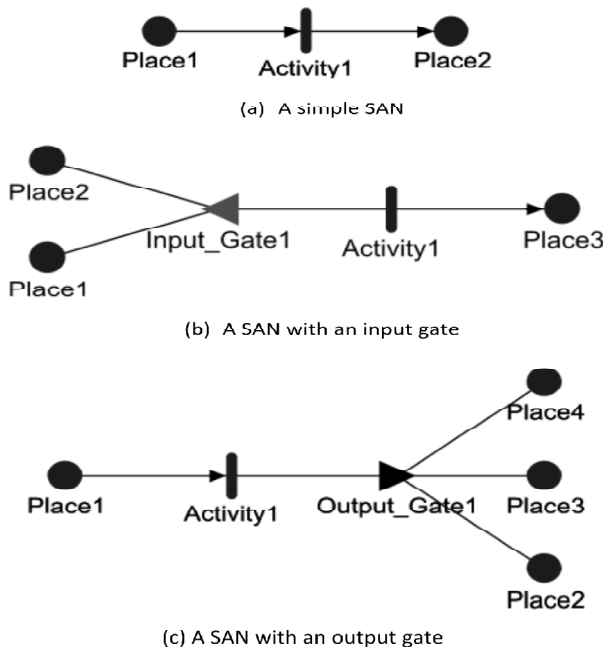 Place1
Activity1
Place2
(a) A simple SAN
Place2
Input_Gate1
Activity1
Place3
Place1
(b) A SAN with an input gate
Place4
Place1
Activity1
Output_Gate1
Place3
Place2
(c) A SAN with an output gate